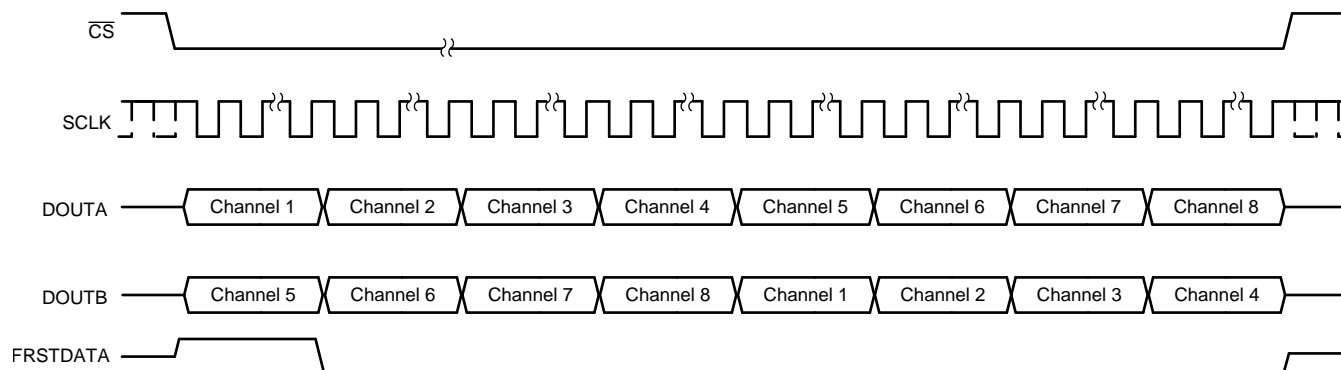 CS
SCLK
DOUTA Channel 1 Channel 2 Channel 3 Channel 4 Channel 5 Channel 6 Channel 7 Channel 8
DOUTB Channel 5 Channel 6 Channel 7 Channel 8 Channel 1 Channel 2 Channel 3 Channel 4
FRSTDATA